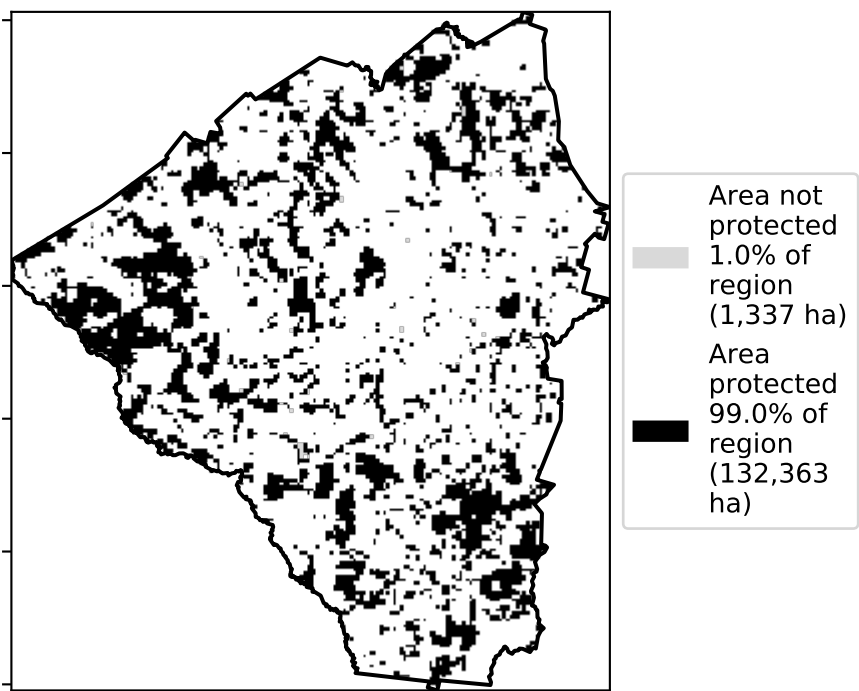 Area not
protected
1.0% of
region
(1,337 ha)
Area
protected
99.0% of
region
(132,363
ha)